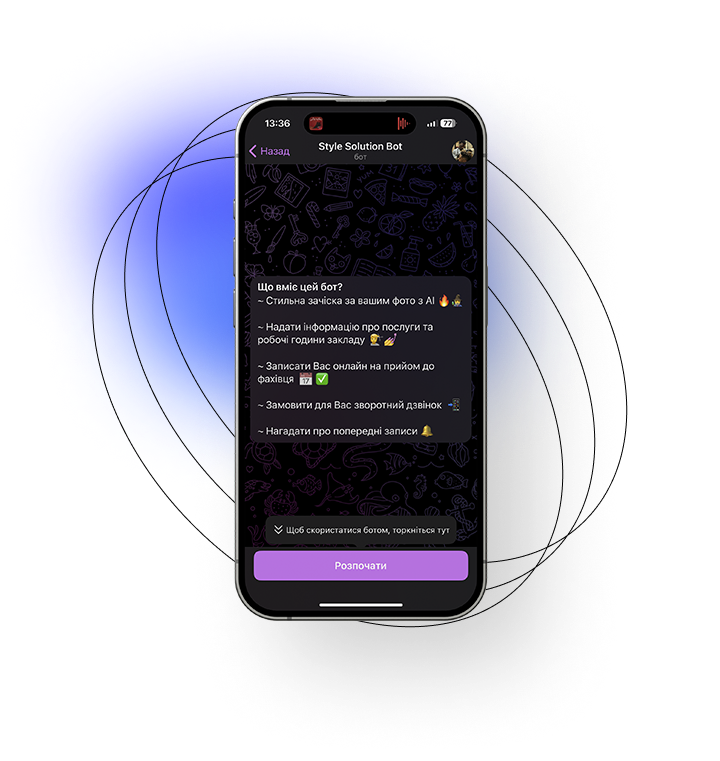 13:36
77
Назад
Style Solution Bot
бот
Що вміє цей бот?
~ Стильна зачіска за вашим фото з AI 🔥💇
~ Надати інформацію про послуги та
робочі години закладу 💇💅
~ Записати Вас онлайн на прийом до
фахівця 📅 ✅
~ Замовити для Вас зворотний дзвінок 📲
~ Нагадати про попередні записи 🔔
Щоб скористатися ботом, торкніться тут
Розпочати